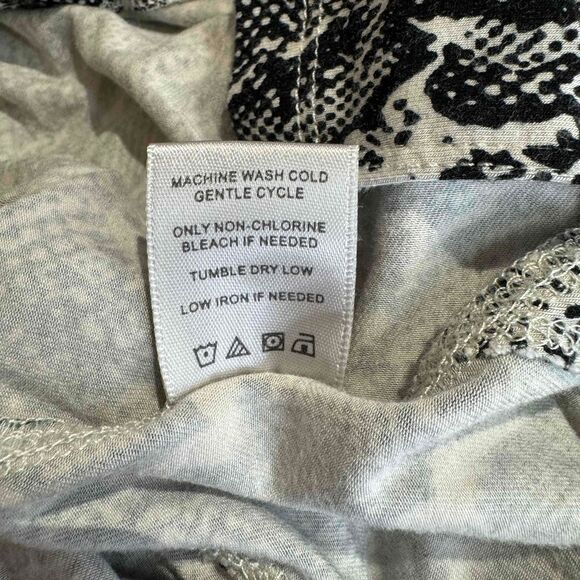 MACHINE WASH COLD
GENTLE CYCLE
ONLY NON-CHLORINE
BLEACH IF NEEDED
TUMBLE DRY LOW
LOW IRON IF NEEDED